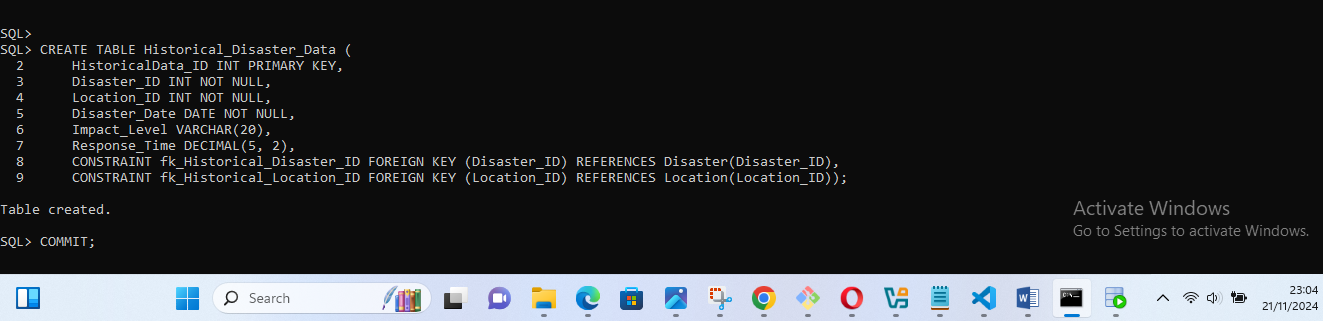 SQL>
SQL> CREATE TABLE Historical_Disaster_Data (
  2      HistoricalData_ID INT PRIMARY KEY,
  3      Disaster_ID INT NOT NULL,
  4      Location_ID INT NOT NULL,
  5      Disaster_Date DATE NOT NULL,
  6      Impact_Level VARCHAR(20),
  7      Response_Time DECIMAL(5, 2),
  8      CONSTRAINT fk_Historical_Disaster_ID FOREIGN KEY (Disaster_ID) REFERENCES Disaster(Disaster_ID),
  9      CONSTRAINT fk_Historical_Location_ID FOREIGN KEY (Location_ID) REFERENCES Location(Location_ID));
Table created.
SQL> COMMIT;
Activate Windows
Go to Settings to activate Windows.
Search
23:04
21/11/2024